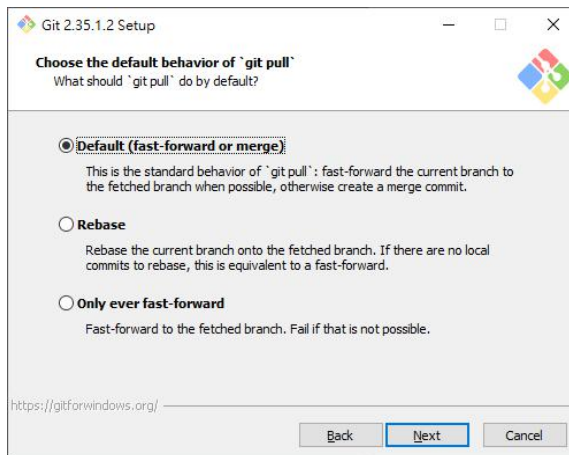 Git 2.35.1.2 Setup
Choose the default behavior of `git pull`
What should `git pull` do by default?
Default (fast-forward or merge)
This is the standard behavior of `git pull`: fast-forward the current branch to
the fetched branch when possible, otherwise create a merge commit.
Rebase
Rebase the current branch onto the fetched branch. If there are no local
commits to rebase, this is equivalent to a fast-forward.
Only ever fast-forward
Fast-forward to the fetched branch. Fail if that is not possible.
https://gitforwindows.org/
Back Next Cancel